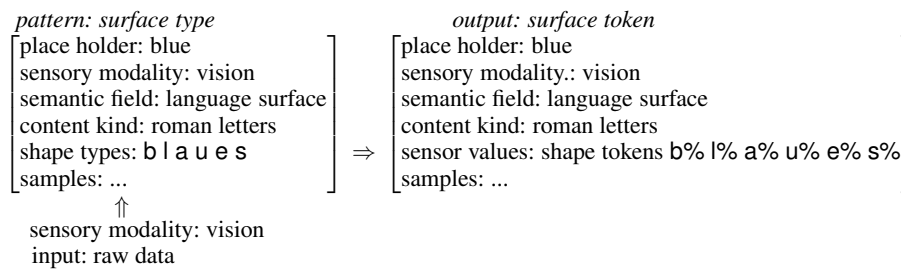 pattern: surface type output: surface token
place holder: blue place holder: blue
sensory modality: vision sensory modality.: vision
semantic field: language surface semantic field: language surface
content kind: roman letters content kind: roman letters
shape types: b l a u e s ⇒ sensor values: shape tokens b% l% a% u% e% s%
samples: ... samples: ...
⇑
sensory modality: vision
input: raw data